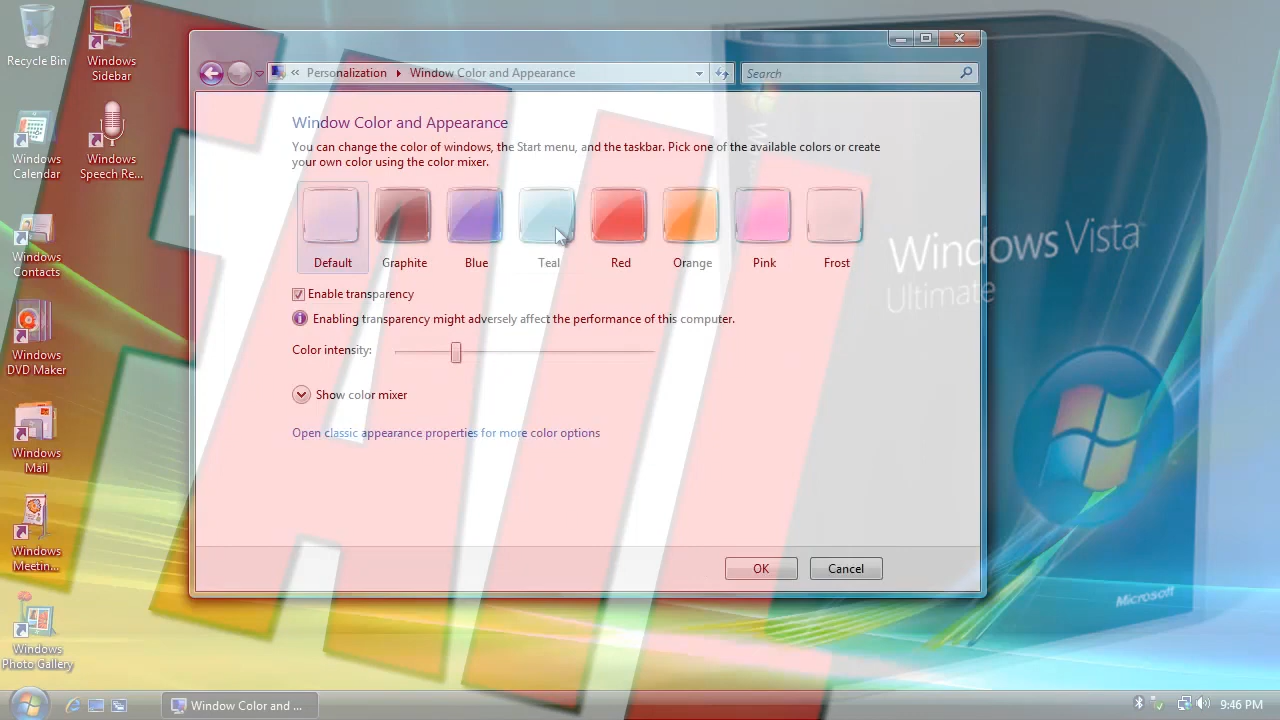 Recycle Bin
Windows
Sidebar
Windows
Calendar
Windows
Speech Re...
Windows
Contacts
Windows
DVD Maker
Windows
Mail
Windows
Meetin...
Windows
Photo Gallery
« Personalization Window Color and Appearance
Search
Window Color and Appearance
You can change the color of windows, the Start menu, and the taskbar. Pick one of the available colors or create
your own color using the color mixer.
Default Graphite Blue Teal Red Orange Pink Frost
Enable transparency
Enabling transparency might adversely affect the performance of this computer.
Color intensity:
Show color mixer
Open classic appearance properties for more color options
OK Cancel
FAIL
Windows Vista
Ultimate
Microsoft
Window Color and ...
9:46 PM